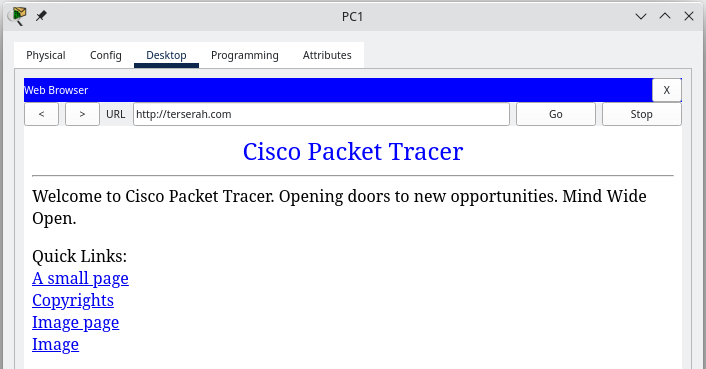 PC1
Physical Config Desktop Programming Attributes
Web Browser X
< > URL http://terserah.com Go Stop
Cisco Packet Tracer
Welcome to Cisco Packet Tracer. Opening doors to new opportunities. Mind Wide
Open.
Quick Links:
A small page
Copyrights
Image page
Image